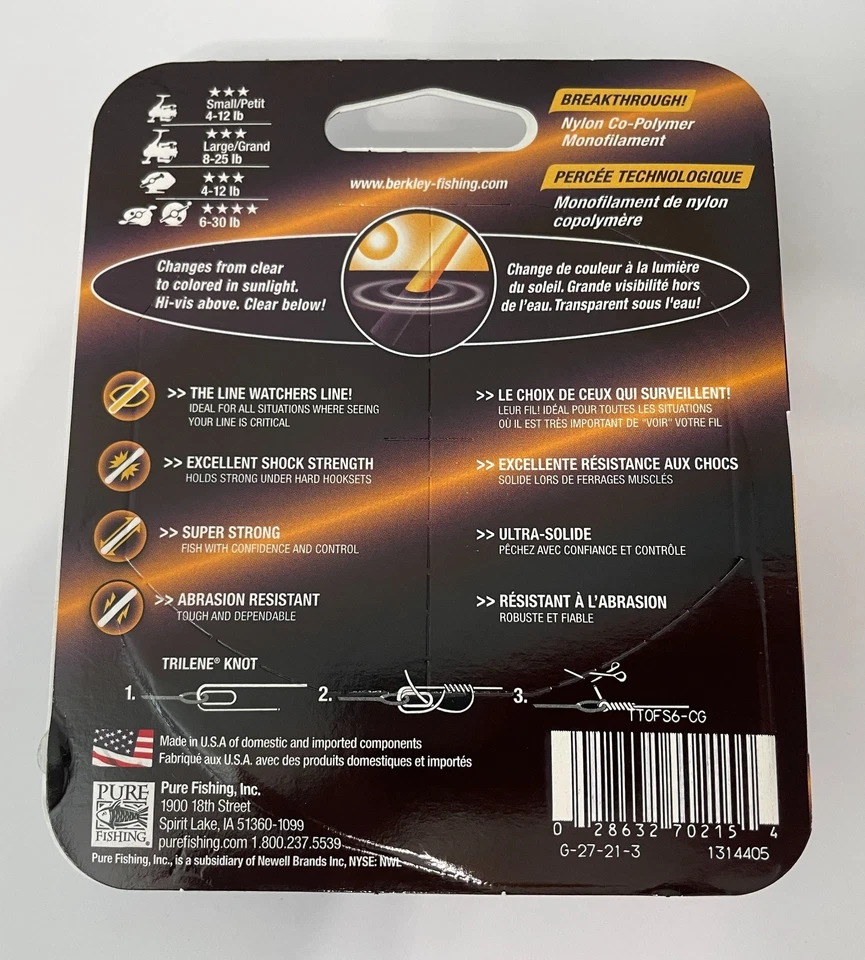 ★★★
Small/Petit
4-12 lb
★★★
Large/Grand
8-25 lb
★★★
4-12 lb
★★★★
6-30 lb
www.berkley-fishing.com
BREAKTHROUGH!
Nylon Co-Polymer
Monofilament
PERCÉE TECHNOLOGIQUE
Monofilament de nylon
copolymère
Changes from clear
to colored in sunlight.
Hi-vis above. Clear below!
Change de couleur à la lumière
du soleil. Grande visibilité hors
de l'eau. Transparent sous l'eau!
>> THE LINE WATCHERS LINE!
IDEAL FOR ALL SITUATIONS WHERE SEEING
YOUR LINE IS CRITICAL
>> LE CHOIX DE CEUX QUI SURVEILLENT!
LEUR FIL! IDÉAL POUR TOUTES LES SITUATIONS
OÙ IL EST TRÈS IMPORTANT DE "VOIR" VOTRE FIL
>> EXCELLENT SHOCK STRENGTH
HOLDS STRONG UNDER HARD HOOKSETS
>> EXCELLENTE RÉSISTANCE AUX CHOCS
SOLIDE LORS DE FERRAGES MUSCLÉS
>> SUPER STRONG
FISH WITH CONFIDENCE AND CONTROL
>> ULTRA-SOLIDE
PÊCHEZ AVEC CONFIANCE ET CONTRÔLE
>> ABRASION RESISTANT
TOUGH AND DEPENDABLE
>> RÉSISTANT À L'ABRASION
ROBUSTE ET FIABLE
TRILENE® KNOT
1.
2.
3.
TTOFS6-CG
Made in U.S.A of domestic and imported components
Fabriqué aux U.S.A. avec des produits domestiques et importés
PURE
FISHING®
Pure Fishing, Inc.
1900 18th Street
Spirit Lake, IA 51360-1099
purefishing.com 1.800.237.5539
Pure Fishing, Inc., is a subsidiary of Newell Brands Inc, NYSE: NWL
0 28632 70215 4
G-27-21-3 1314405